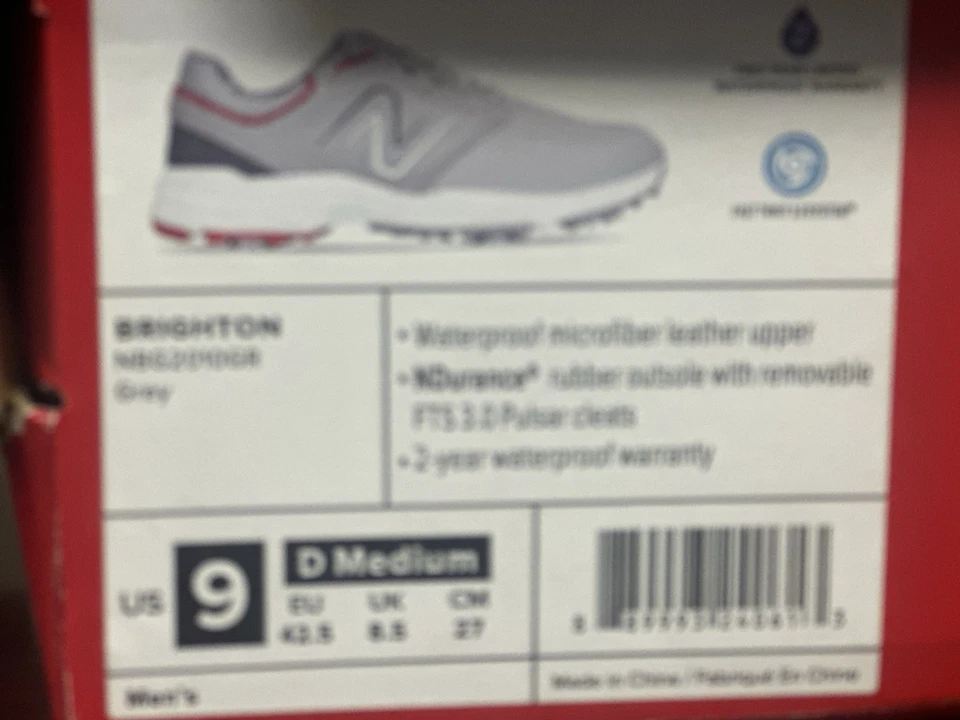 BRIGHTON
NBG2010GR
Grey
• Waterproof microfiber leather upper
• NDurance® rubber outsole with removable
FTS 3.0 Pulsar cleats
• 2-year waterproof warranty
US 9
D Medium
EU UK CM
42.5 8.5 27
Men's
Made in China / Fabriqué En Chine